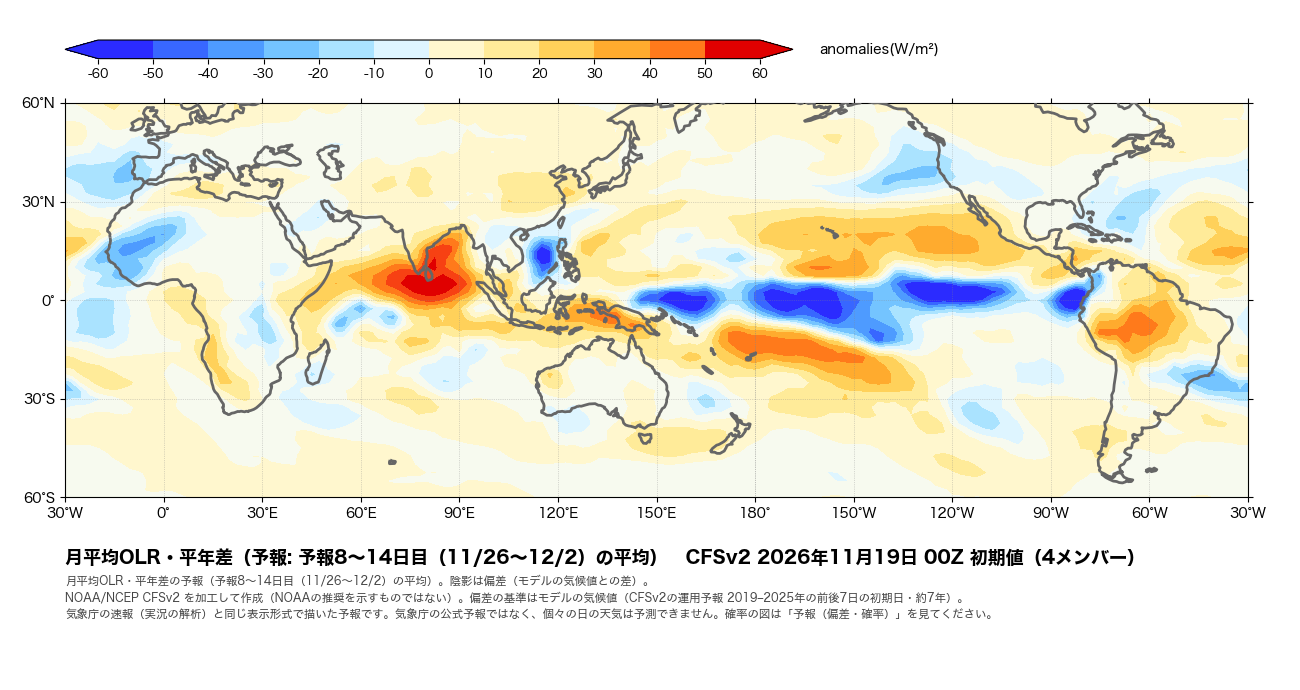 anomalies(W/m²)
-60 -50 -40 -30 -20 -10 0 10 20 30 40 50 60
60°N
30°N
0°
30°S
60°S
30°W 0° 30°E 60°E 90°E 120°E 150°E 180° 150°W 120°W 90°W 60°W 30°W
月平均OLR・平年差（予報: 予報8〜14日目（11/26〜12/2）の平均） CFSv2 2026年11月19日 00Z 初期値（4メンバー）
月平均OLR・平年差の予報（予報8〜14日目（11/26〜12/2）の平均）。陰影は偏差（モデルの気候値との差）。
NOAA/NCEP CFSv2 を加工して作成（NOAAの推奨を示すものではない）。偏差の基準はモデルの気候値（CFSv2の運用予報 2019–2025年の前後7日の初期日・約7年）。
気象庁の速報（実況の解析）と同じ表示形式で描いた予報です。気象庁の公式予報ではなく、個々の日の天気は予測できません。確率の図は「予報（偏差・確率）」を見てください。